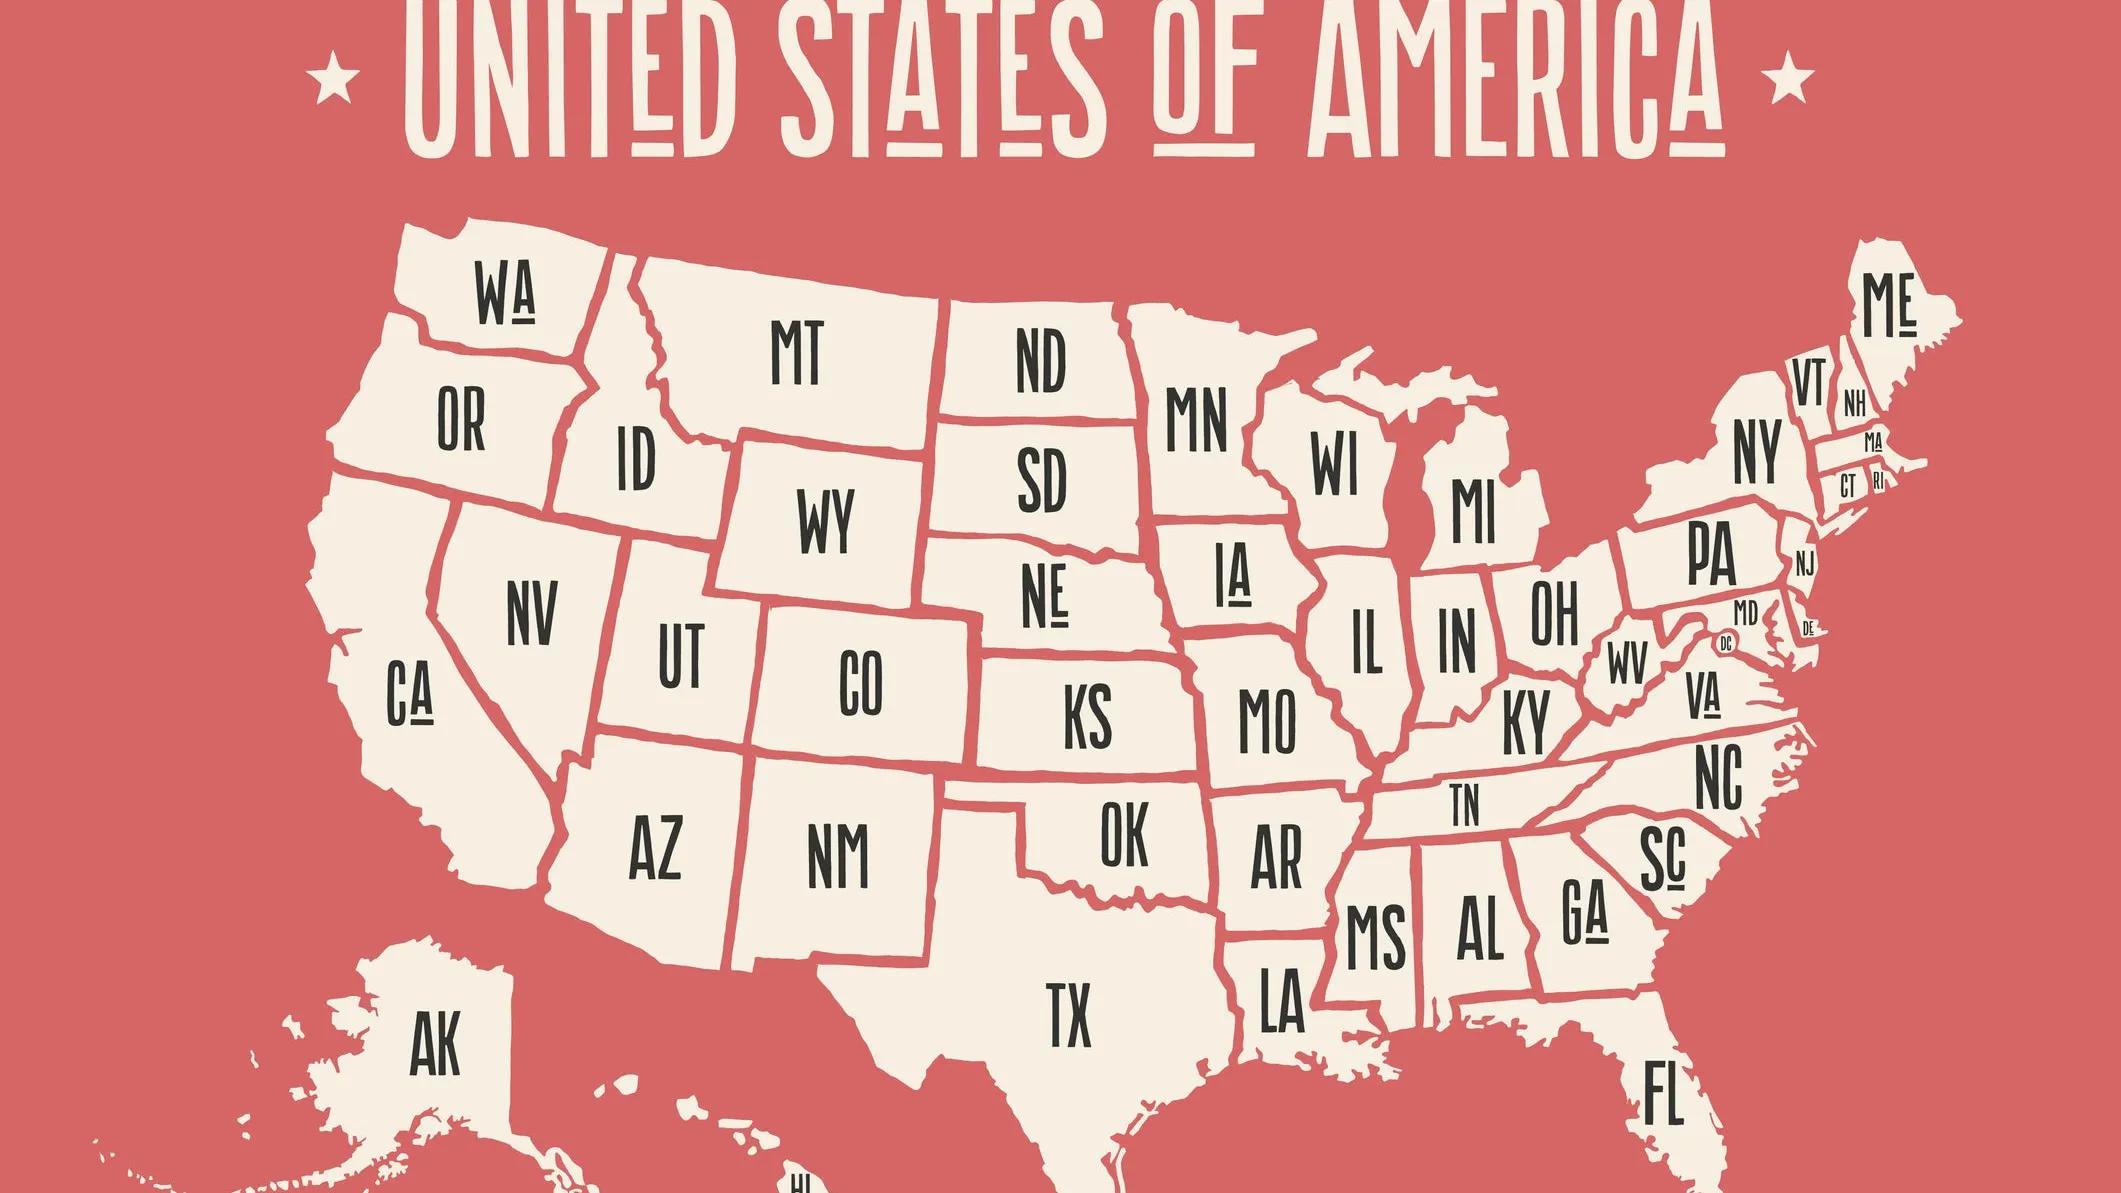 UNITED STATES OF AMERICA
WA
ME
MT
ND
VT
NH
OR
MN
MA
ID
SD
WI
NY
CT
RI
WY
MI
PA
NJ
NV
NE
IA
OH
MD
DE
UT
CO
IL
IN
WV
DC
CA
KS
MO
KY
VA
NC
AZ
NM
OK
AR
TN
SC
MS
AL
GA
LA
TX
AK
FL
HI